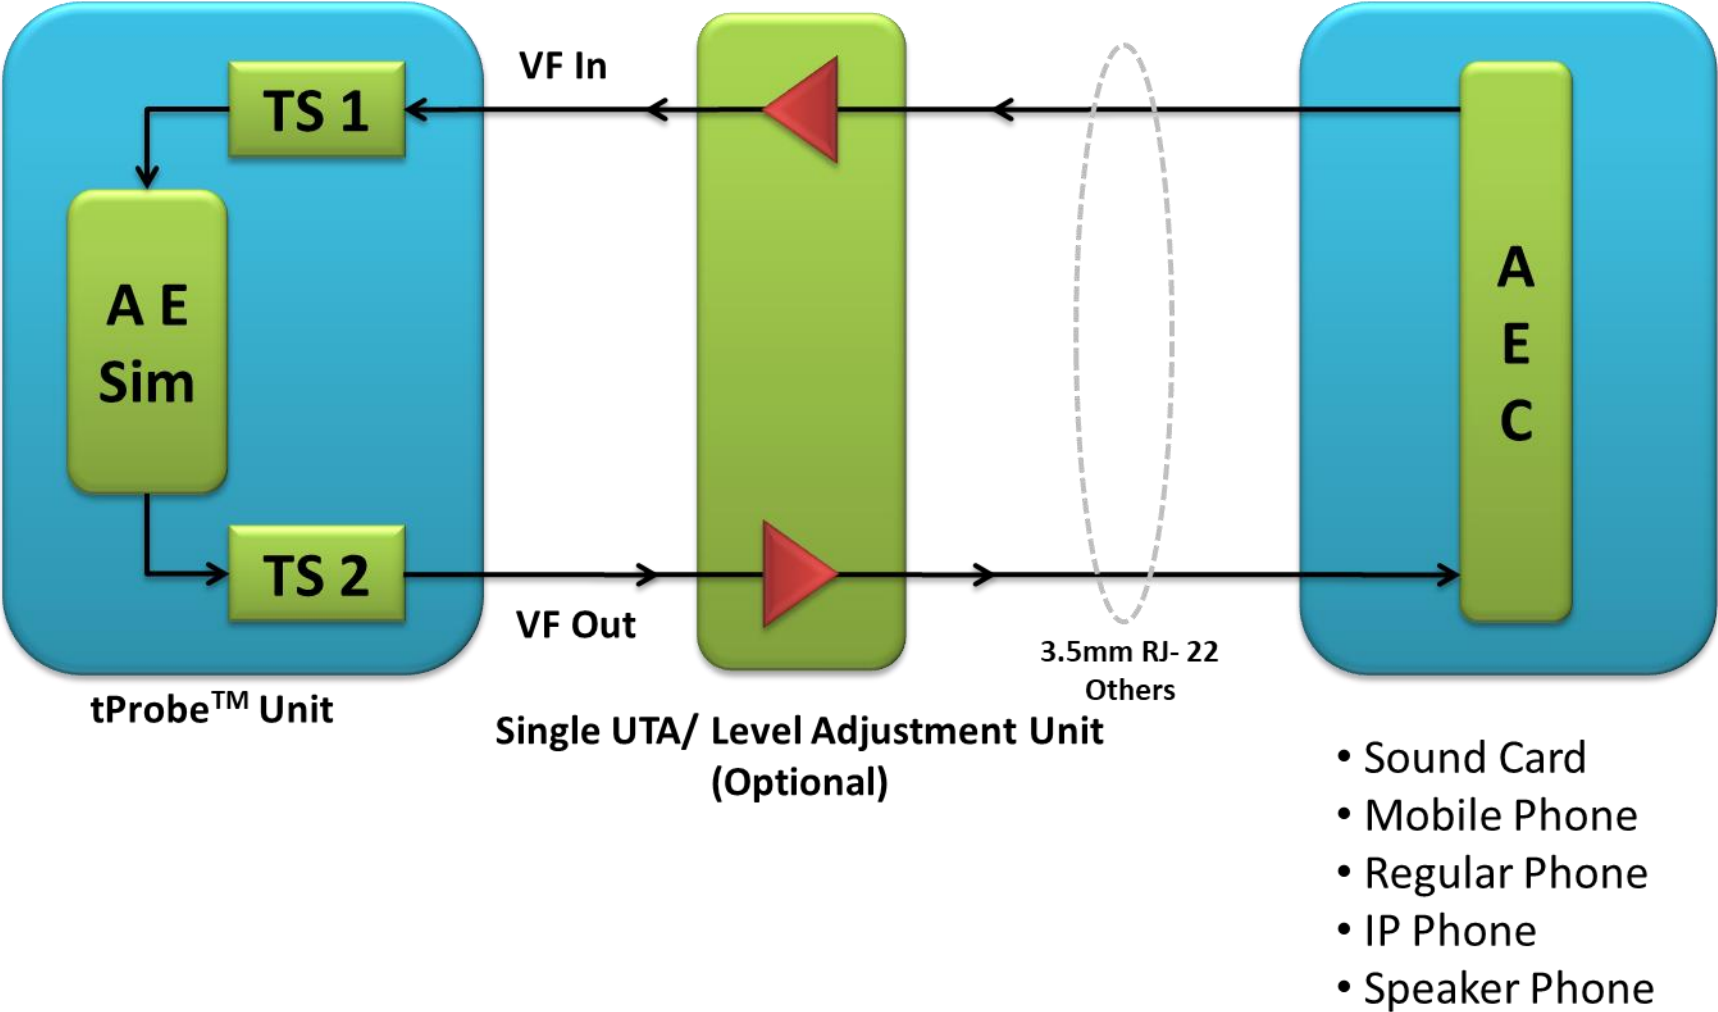 VF In
TS 1
A E
Sim
TS 2
VF Out
A
E
C
tProbe™ Unit
Single UTA/ Level Adjustment Unit
(Optional)
3.5mm RJ- 22
Others
• Sound Card
• Mobile Phone
• Regular Phone
• IP Phone
• Speaker Phone